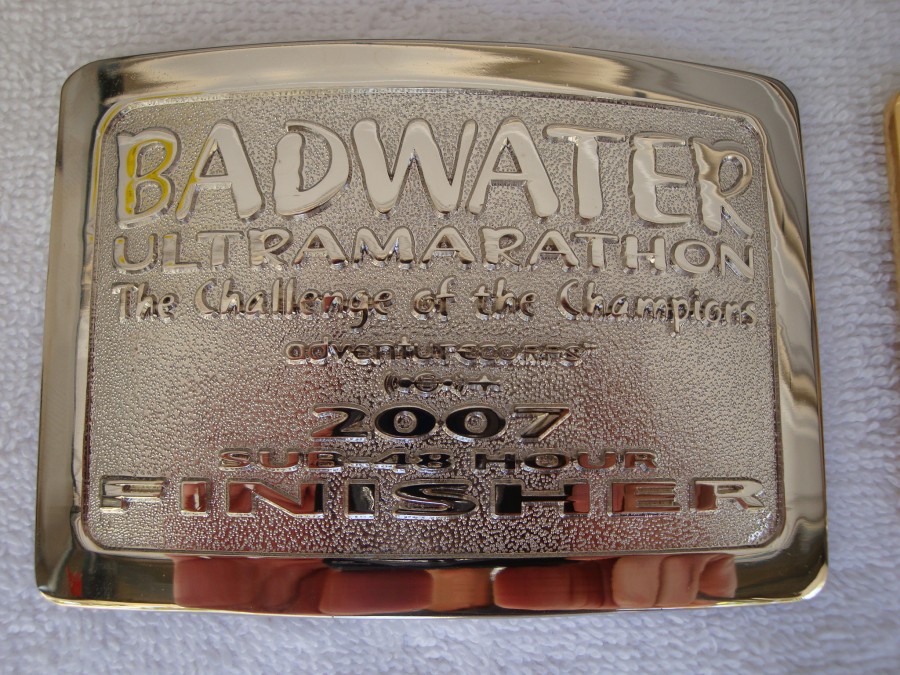 BADWATER
ULTRAMARATHON
The Challenge of the Champions
adventurecorps
2007
SUB-48 HOUR
FINISHER